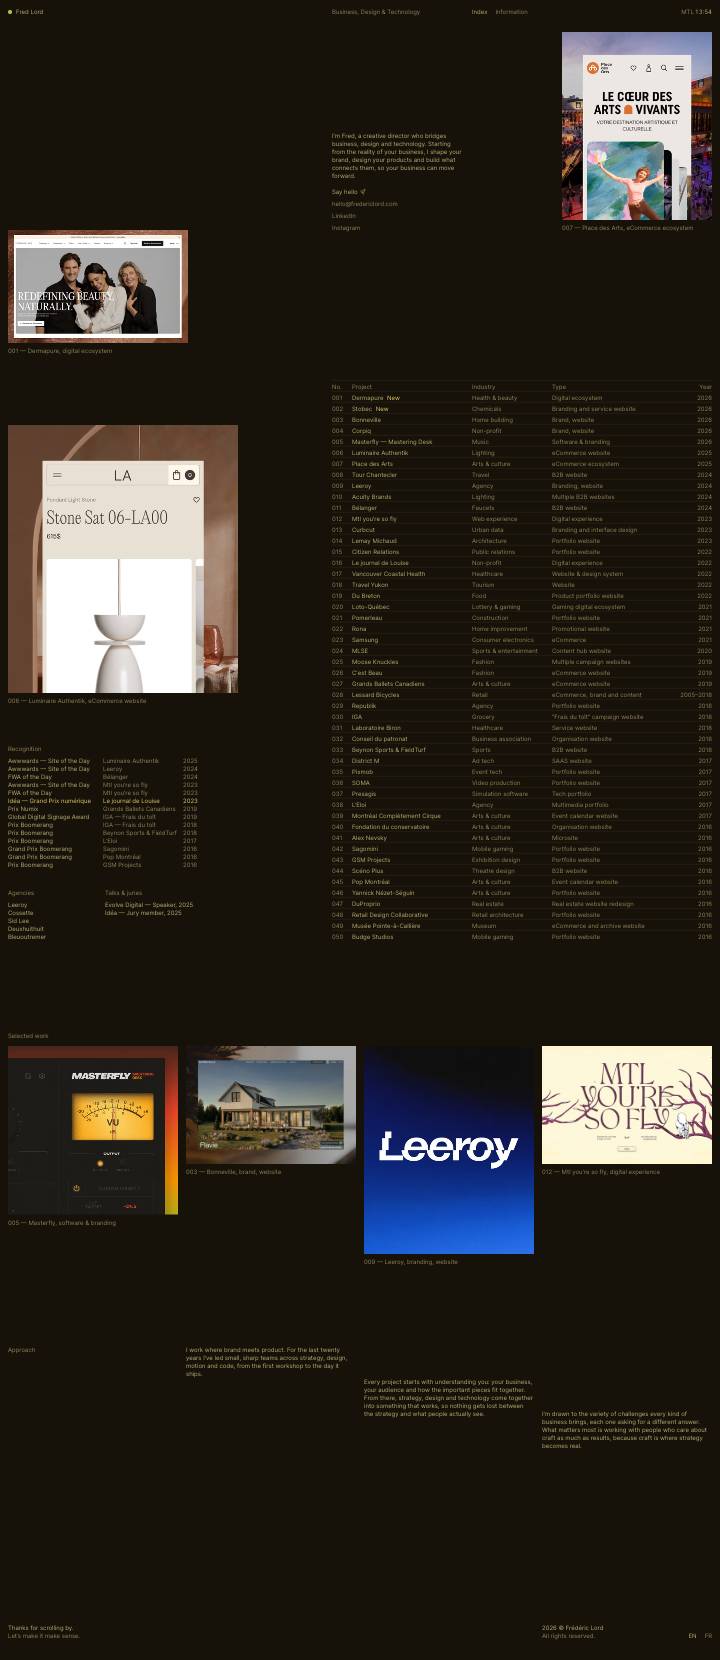 Fred Lord
Business, Design & Technology
Index Information
MTL 13:54
Place des Arts
LE CŒUR DES
ARTS VIVANTS
VOTRE DESTINATION ARTISTIQUE ET
CULTURELLE
007 — Place des Arts, eCommerce ecosystem
I'm Fred, a creative director who bridges
business, design and technology. Starting
from the reality of your business, I shape your
brand, design your products and build what
connects them, so your business can move
forward.
Say hello
hello@fredericlord.com
LinkedIn
Instagram
REDEFINING BEAUTY,
NATURALLY.
001 — Dermapure, digital ecosystem
LA
0
Pendant Light Stone
Stone Sat 06-LA00
615$
006 — Luminaire Authentik, eCommerce website
No. Project Industry Type Year
001 Dermapure New Health & beauty Digital ecosystem 2026
002 Stobec New Chemicals Branding and service website 2026
003 Bonneville Home building Brand, website 2026
004 Corpiq Non-profit Brand, website 2026
005 Masterfly — Mastering Desk Music Software & branding 2026
006 Luminaire Authentik Lighting eCommerce website 2025
007 Place des Arts Arts & culture eCommerce ecosystem 2025
008 Tour Chantecler Travel B2B website 2024
009 Leeroy Agency Branding, website 2024
010 Acuity Brands Lighting Multiple B2B websites 2024
011 Bélanger Faucets B2B website 2024
012 Mtl you're so fly Web experience Digital experience 2023
013 Curbcut Urban data Branding and interface design 2023
014 Lemay Michaud Architecture Portfolio website 2023
015 Citizen Relations Public relations Portfolio website 2022
016 Le journal de Louise Non-profit Digital experience 2022
017 Vancouver Coastal Health Healthcare Website & design system 2022
018 Travel Yukon Tourism Website 2022
019 Du Breton Food Product portfolio website 2022
020 Loto-Québec Lottery & gaming Gaming digital ecosystem 2021
021 Pomerleau Construction Portfolio website 2021
022 Rona Home improvement Promotional website 2021
023 Samsung Consumer electronics eCommerce 2021
024 MLSE Sports & entertainment Content hub website 2020
025 Moose Knuckles Fashion Multiple campaign websites 2019
026 C'est Beau Fashion eCommerce website 2019
027 Grands Ballets Canadiens Arts & culture eCommerce website 2019
028 Lessard Bicycles Retail eCommerce, brand and content 2005–2018
029 Republik Agency Portfolio website 2018
030 IGA Grocery "Frais du toit" campaign website 2018
031 Laboratoire Biron Healthcare Service website 2018
032 Conseil du patronat Business association Organisation website 2018
033 Beynon Sports & FieldTurf Sports B2B website 2018
034 District M Ad tech SAAS website 2017
035 Pixmob Event tech Portfolio website 2017
036 SOMA Video production Portfolio website 2017
037 Presagis Simulation software Tech portfolio 2017
038 L'Éloi Agency Multimedia portfolio 2017
039 Montréal Complètement Cirque Arts & culture Event calendar website 2017
040 Fondation du conservatoire Arts & culture Organisation website 2016
041 Alex Nevsky Arts & culture Microsite 2016
042 Sagomini Mobile gaming Portfolio website 2016
043 GSM Projects Exhibition design Portfolio website 2016
044 Scéno Plus Theatre design B2B website 2016
045 Pop Montréal Arts & culture Event calendar website 2016
046 Yannick Nézet-Séguin Arts & culture Portfolio website 2016
047 DuProprio Real estate Real estate website redesign 2016
048 Retail Design Collaborative Retail architecture Portfolio website 2016
049 Musée Pointe-à-Callière Museum eCommerce and archive website 2016
050 Budge Studios Mobile gaming Portfolio website 2016
Recognition
Awwwards — Site of the Day Luminaire Authentik 2025
Awwwards — Site of the Day Leeroy 2024
FWA of the Day Bélanger 2024
Awwwards — Site of the Day Mtl you're so fly 2023
FWA of the Day Mtl you're so fly 2023
Idéa — Grand Prix numérique Le journal de Louise 2023
Prix Numix Grands Ballets Canadiens 2019
Global Digital Signage Award IGA — Frais du toit 2019
Prix Boomerang IGA — Frais du toit 2018
Prix Boomerang Beynon Sports & FieldTurf 2018
Prix Boomerang L'Éloi 2017
Grand Prix Boomerang Sagomini 2016
Grand Prix Boomerang Pop Montréal 2016
Prix Boomerang GSM Projects 2016
Agencies Talks & juries
Leeroy Evolve Digital — Speaker, 2025
Cossette Idéa — Jury member, 2025
Sid Lee
Deuxhuithuit
Bleuoutremer
Selected work
MASTERFLY
VU
OUTPUT
005 — Masterfly, software & branding
Flavie
003 — Bonneville, brand, website
Leeroy
009 — Leeroy, branding, website
MTL
YOU'RE
SO FLY
012 — Mtl you're so fly, digital experience
Approach
I work where brand meets product. For the last twenty
years I've led small, sharp teams across strategy, design,
motion and code, from the first workshop to the day it
ships.
Every project starts with understanding you: your business,
your audience and how the important pieces fit together.
From there, strategy, design and technology come together
into something that works, so nothing gets lost between
the strategy and what people actually see.
I'm drawn to the variety of challenges every kind of
business brings, each one asking for a different answer.
What matters most is working with people who care about
craft as much as results, because craft is where strategy
becomes real.
Thanks for scrolling by.
Let's make it make sense.
2026 © Frédéric Lord
All rights reserved.
EN FR